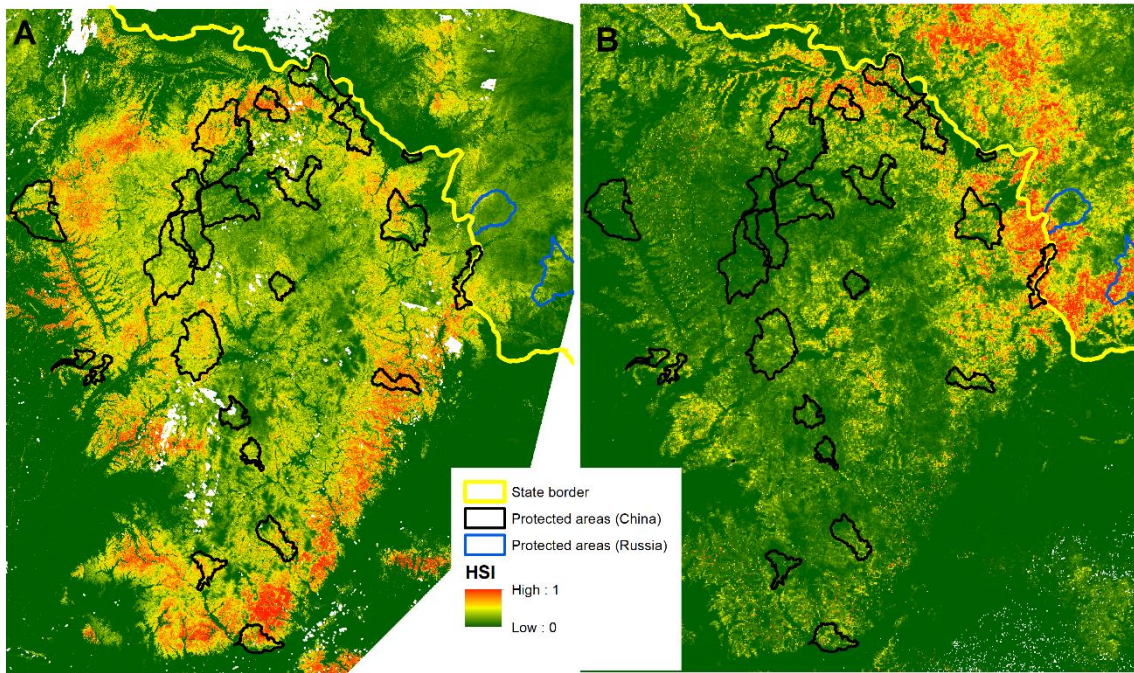 A
B
State border
Protected areas (China)
Protected areas (Russia)
HSI
High : 1
Low : 0